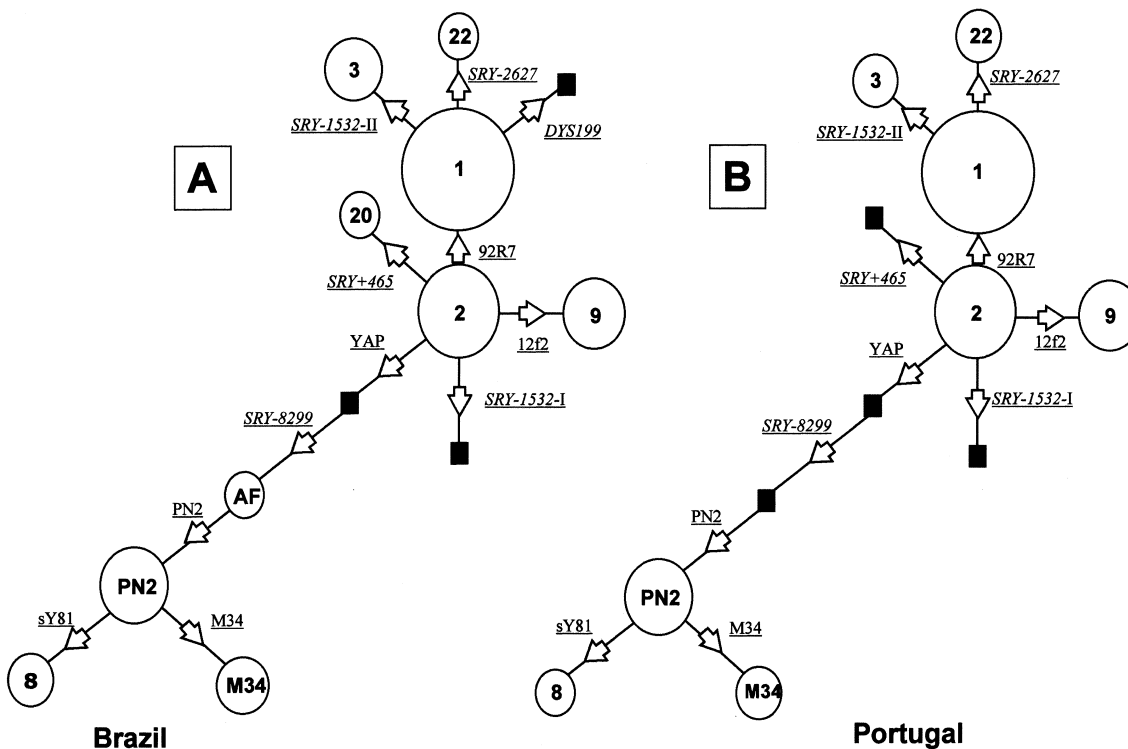 A
22
3
SRY-2627
SRY-1532-II
DYS199
1
20
92R7
SRY+465
2
9
12f2
YAP
SRY-1532-I
SRY-8299
AF
PN2
PN2
sY81
M34
8
M34
Brazil
B
22
3
SRY-2627
SRY-1532-II
1
92R7
SRY+465
2
9
12f2
YAP
SRY-1532-I
SRY-8299
PN2
PN2
sY81
M34
8
M34
Portugal